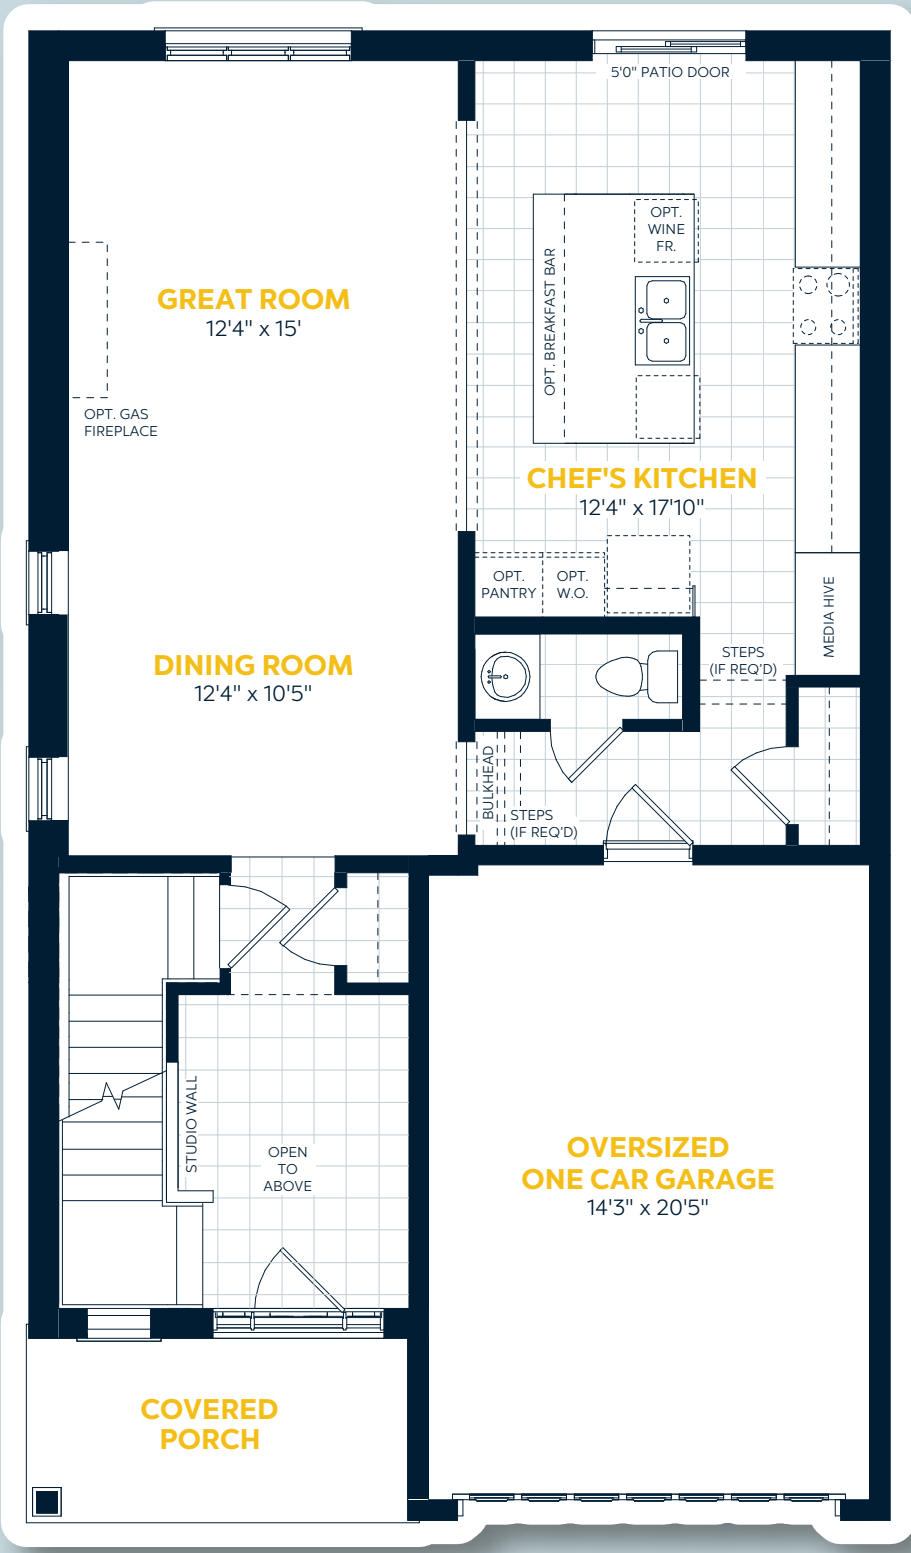 5'0" PATIO DOOR
OPT.
WINE
FR.
OPT. BREAKFAST BAR
GREAT ROOM
12'4" x 15'
OPT. GAS
FIREPLACE
CHEF'S KITCHEN
12'4" x 17'10"
OPT.
PANTRY
OPT.
W.O.
MEDIA HIVE
STEPS
(IF REQ'D)
DINING ROOM
12'4" x 10'5"
BULKHEAD
STEPS
(IF REQ'D)
STUDIO WALL
OPEN
TO
ABOVE
OVERSIZED
ONE CAR GARAGE
14'3" x 20'5"
COVERED
PORCH